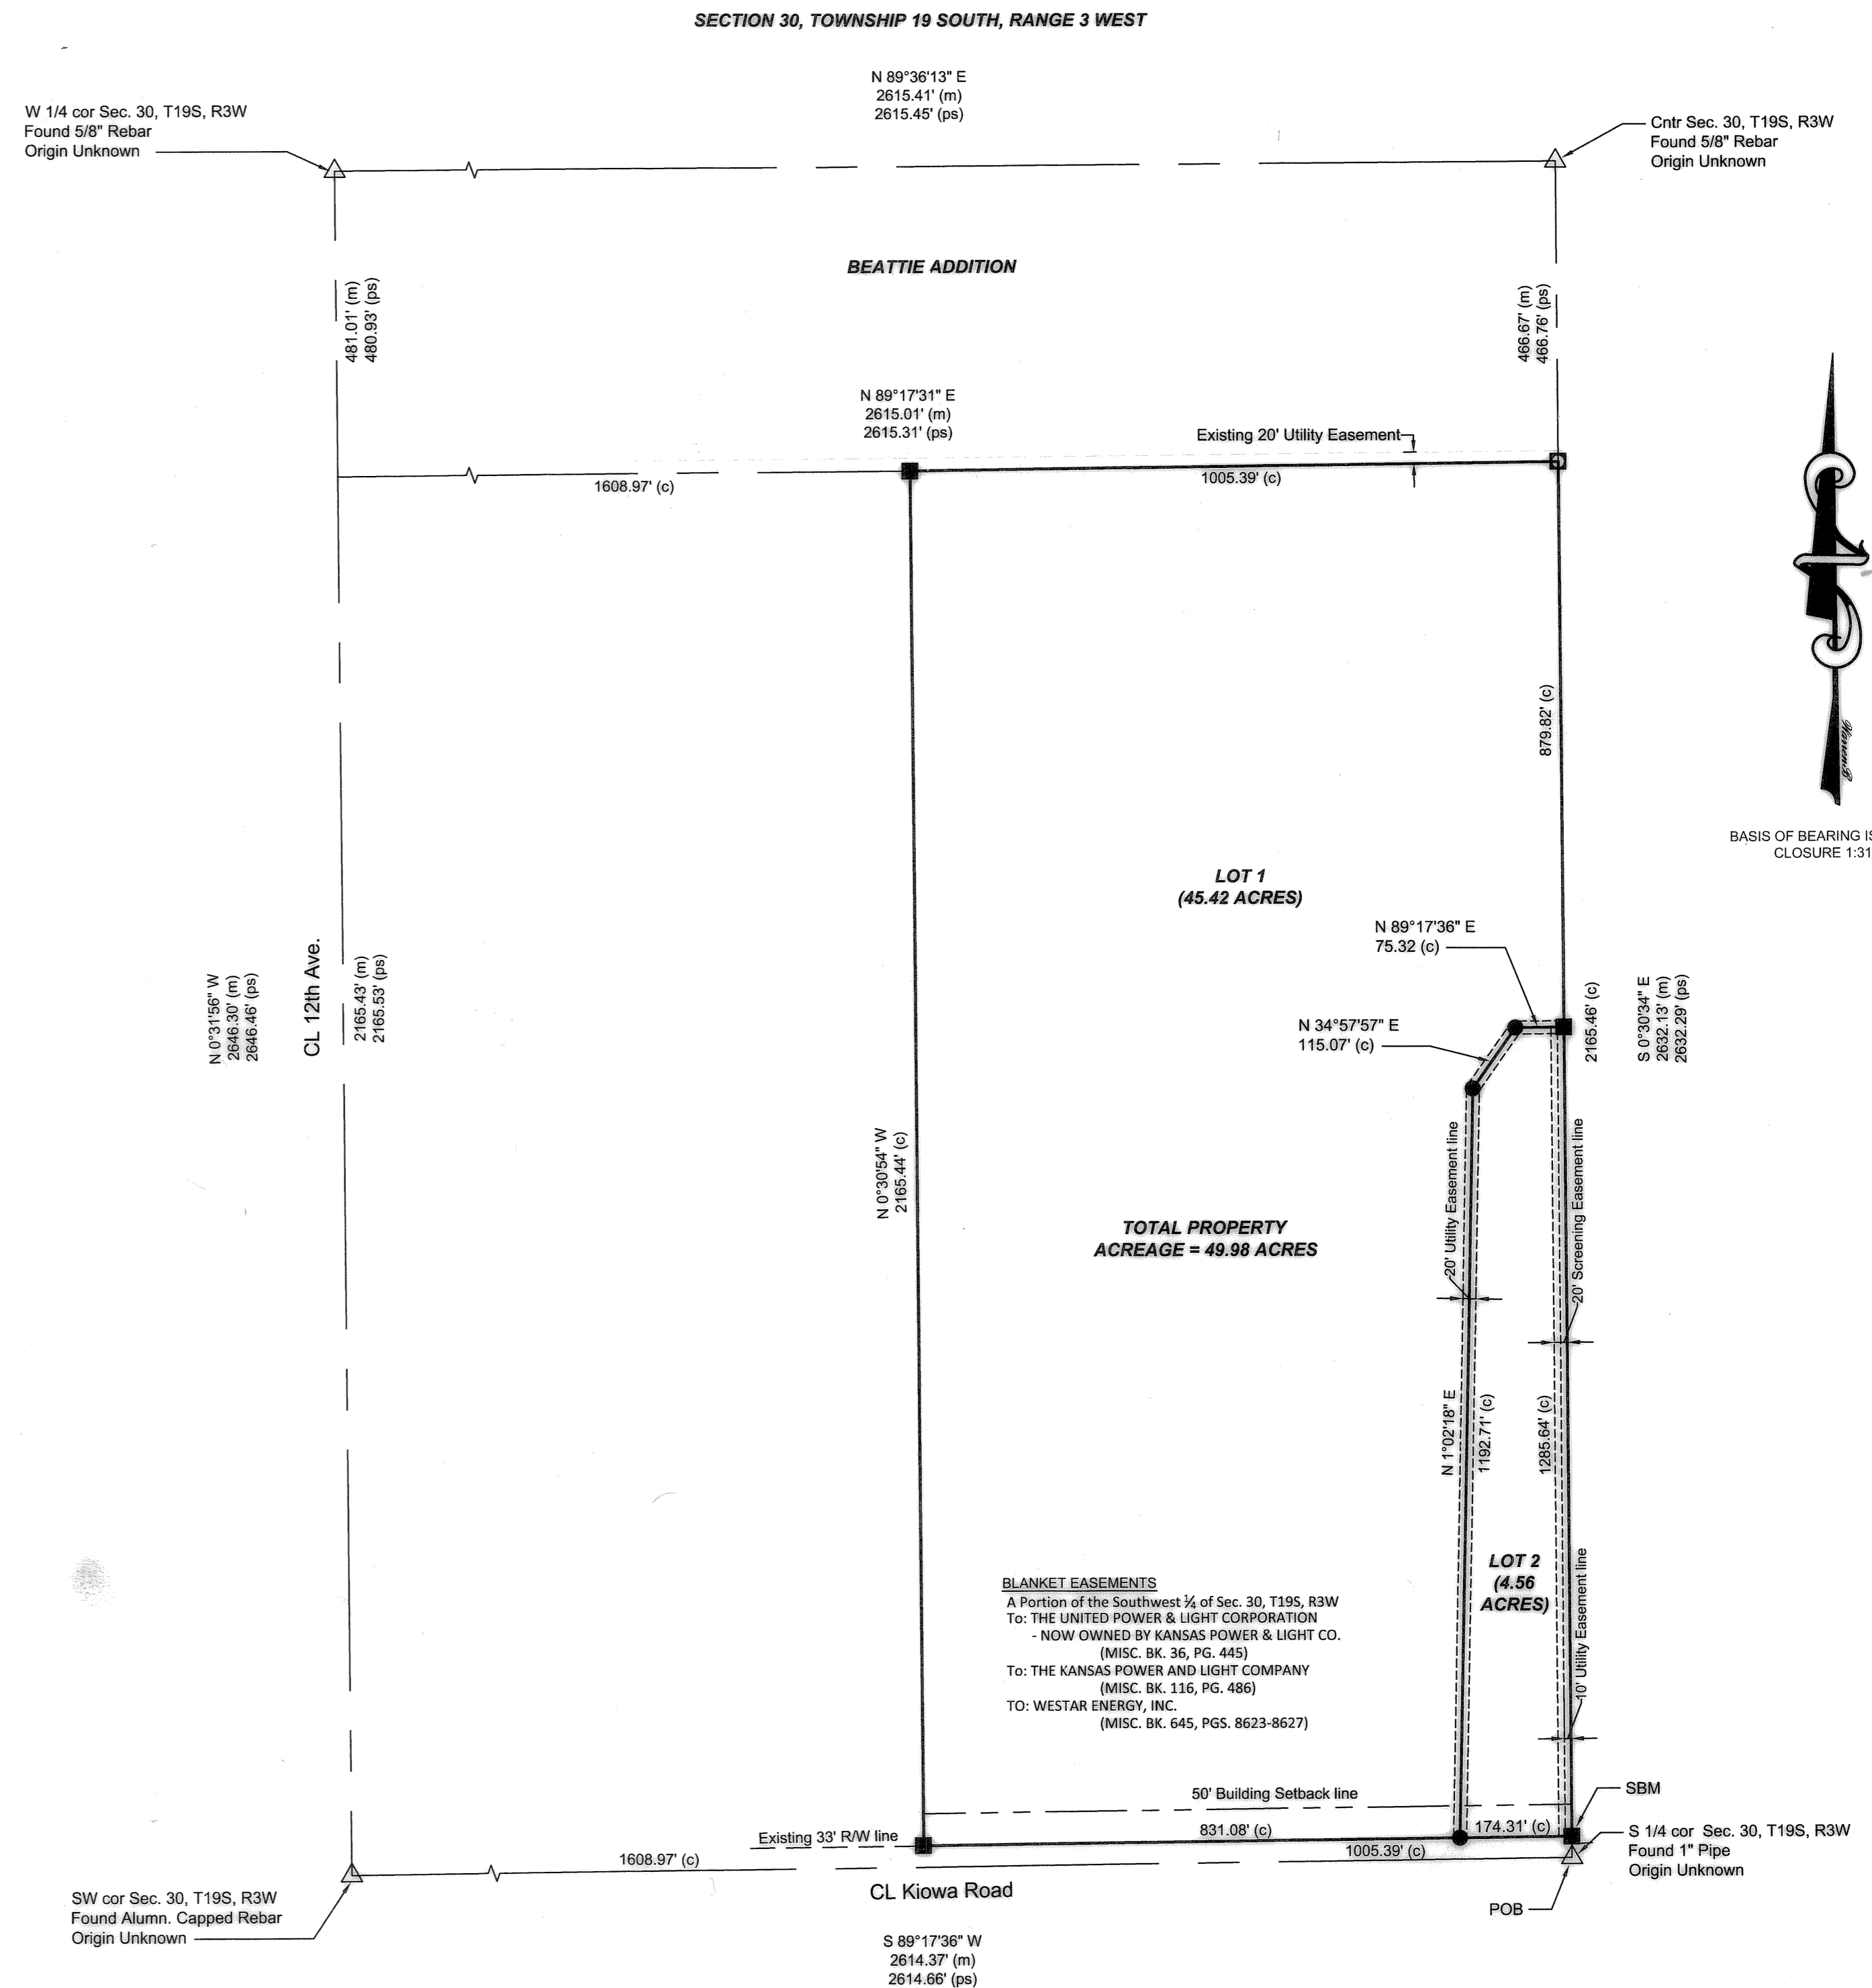 SECTION 30, TOWNSHIP 19 SOUTH, RANGE 3 WEST
N 89°36'13" E
2615.41' (m)
2615.45' (ps)
W 1/4 cor Sec. 30, T19S, R3W
Found 5/8" Rebar
Origin Unknown
Cntr Sec. 30, T19S, R3W
Found 5/8" Rebar
Origin Unknown
BEATTIE ADDITION
481.01' (m)
480.93' (ps)
466.67' (m)
466.76' (ps)
N 89°17'31" E
2615.01' (m)
2615.31' (ps)
Existing 20' Utility Easement
1608.97' (c)
1005.39' (c)
879.82' (c)
BASIS OF BEARING IS
CLOSURE 1:31
LOT 1
(45.42 ACRES)
N 89°17'36" E
75.32 (c)
N 34°57'57" E
115.07' (c)
N 0°31'56" W
2646.30' (m)
2646.46' (ps)
CL 12th Ave.
2165.43' (m)
2165.53' (ps)
2165.46' (c)
S 0°30'34" E
2632.13' (m)
2632.29' (ps)
N 0°30'54" W
2165.44' (c)
TOTAL PROPERTY
ACREAGE = 49.98 ACRES
20' Utility Easement line
20' Screening Easement line
N 1°02'18" E
1192.71' (c)
1285.64' (c)
LOT 2
(4.56
ACRES)
10' Utility Easement line
BLANKET EASEMENTS
A Portion of the Southwest ¼ of Sec. 30, T19S, R3W
To: THE UNITED POWER & LIGHT CORPORATION
- NOW OWNED BY KANSAS POWER & LIGHT CO.
(MISC. BK. 36, PG. 445)
To: THE KANSAS POWER AND LIGHT COMPANY
(MISC. BK. 116, PG. 486)
TO: WESTAR ENERGY, INC.
(MISC. BK. 645, PGS. 8623-8627)
50' Building Setback line
SBM
Existing 33' R/W line
831.08' (c)
174.31' (c)
1608.97' (c)
1005.39' (c)
S 1/4 cor Sec. 30, T19S, R3W
Found 1" Pipe
Origin Unknown
CL Kiowa Road
POB
SW cor Sec. 30, T19S, R3W
Found Alumn. Capped Rebar
Origin Unknown
S 89°17'36" W
2614.37' (m)
2614.66' (ps)